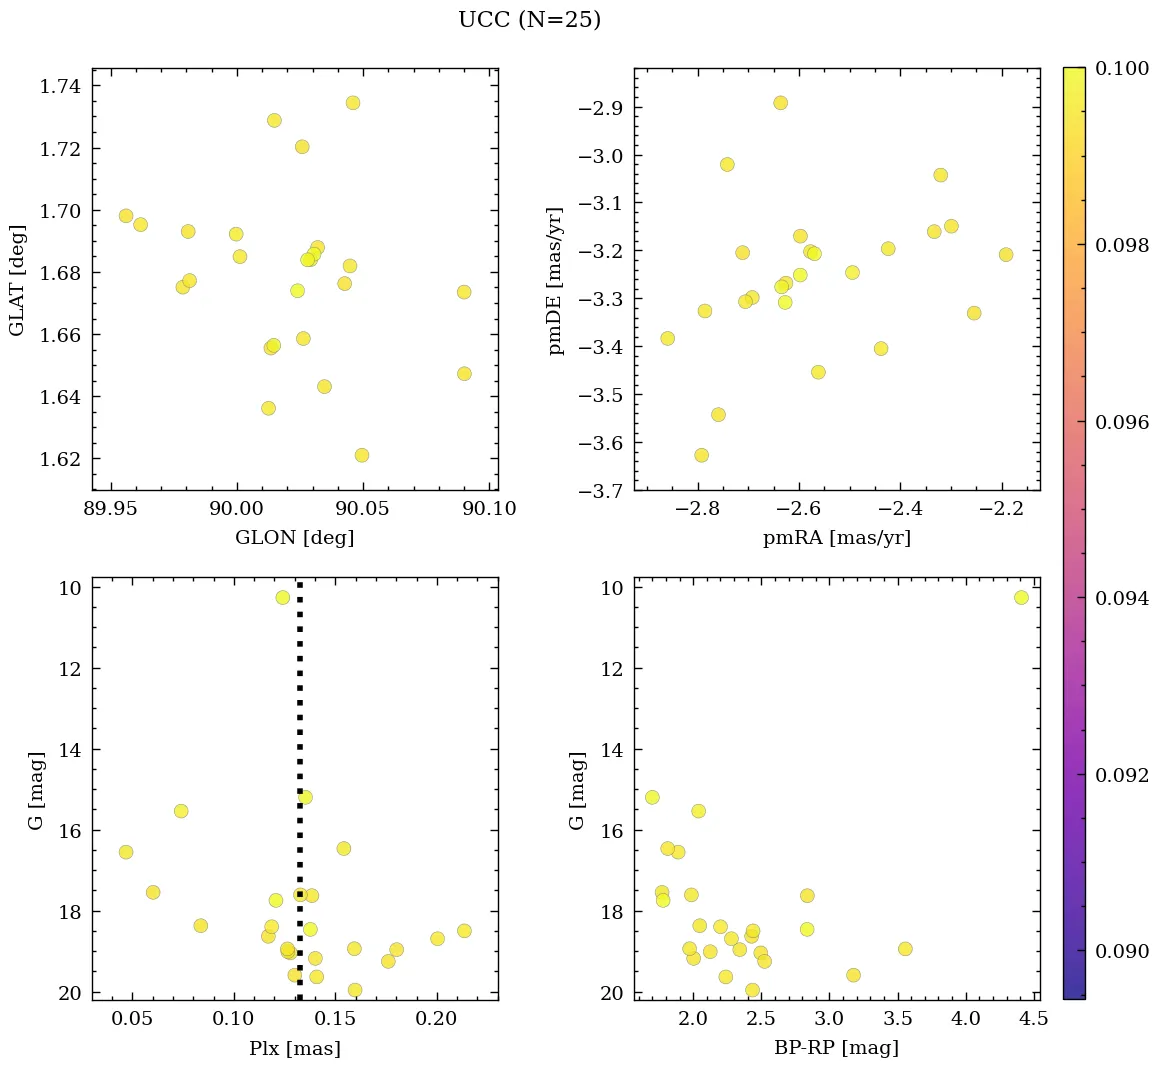 UCC (N=25)
1.74
1.72
1.70
1.68
1.66
1.64
1.62
GLAT [deg]
89.95 90.00 90.05 90.10
GLON [deg]
−2.9
−3.0
−3.1
−3.2
−3.3
−3.4
−3.5
−3.6
−3.7
pmDE [mas/yr]
−2.8 −2.6 −2.4 −2.2
pmRA [mas/yr]
10
12
14
16
18
20
G [mag]
0.05 0.10 0.15 0.20
Plx [mas]
10
12
14
16
18
20
G [mag]
2.0 2.5 3.0 3.5 4.0 4.5
BP-RP [mag]
0.100
0.098
0.096
0.094
0.092
0.090